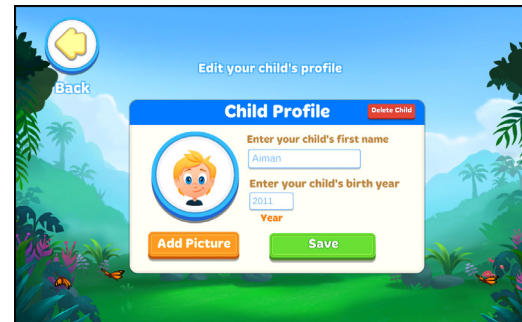 Back
Edit your child's profile
Child Profile
Delete Child
Enter your child's first name
Aiman
Enter your child's birth year
2011
Year
Add Picture
Save